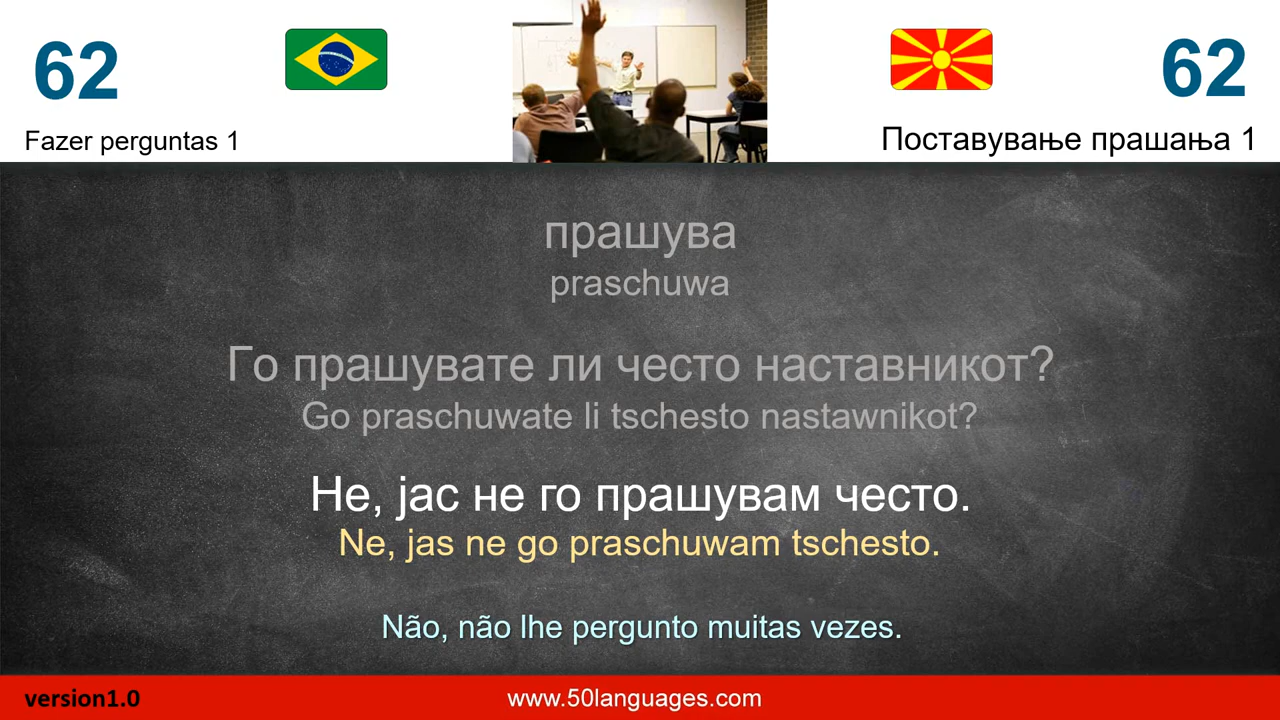 62
62
Fazer perguntas 1
Поставување прашања 1
прашува
praschuwa
Го прашувате ли често наставникот?
Go praschuwate li tschesto nastawnikot?
Не, јас не го прашувам често.
Ne, jas ne go praschuwam tschesto.
Não, não lhe pergunto muitas vezes.
version1.0
www.50languages.com